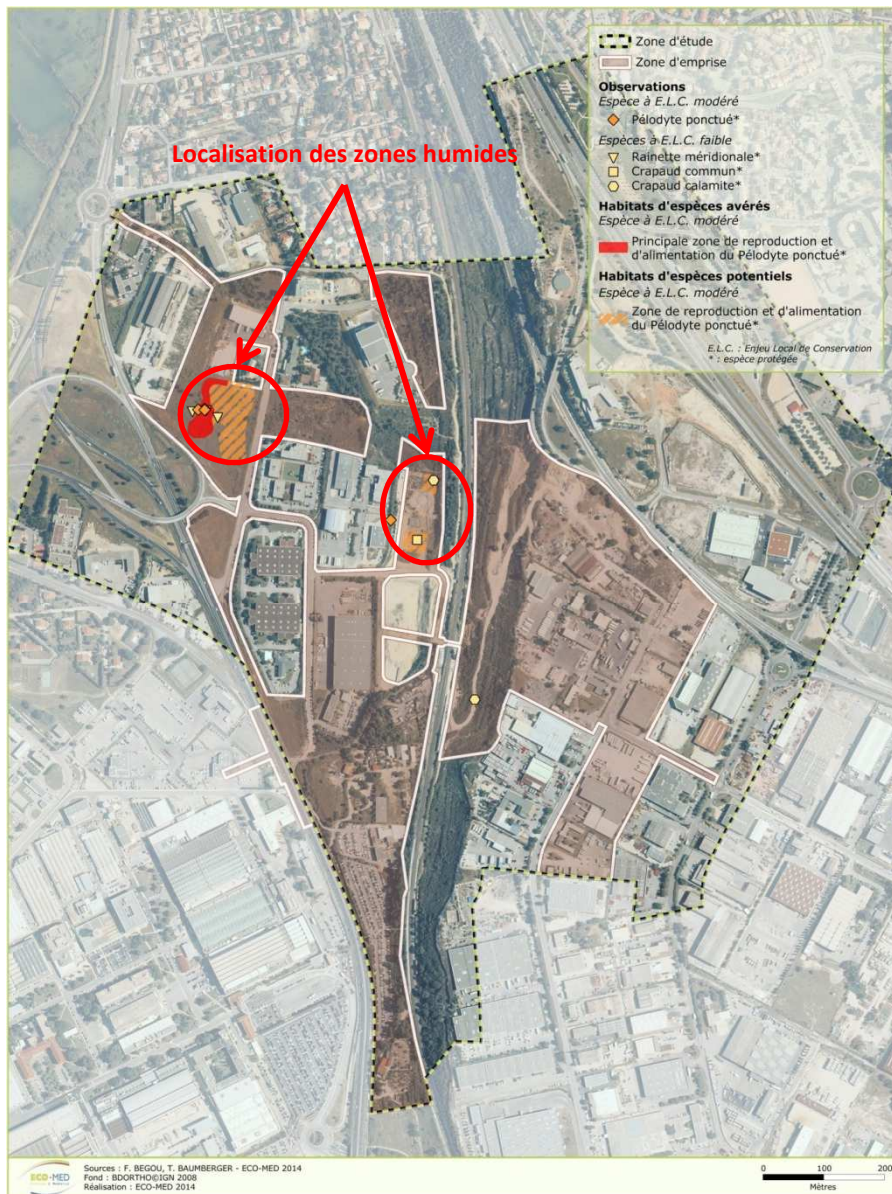 Zone d'étude
Zone d'emprise
Observations
Espèce à E.L.C. modéré
Pélodyte ponctué*
Espèces à E.L.C. faible
Rainette méridionale*
Crapaud commun*
Crapaud calamite*
Habitats d'espèces avérés
Espèce à E.L.C. modéré
Principale zone de reproduction et
d'alimentation du Pélodyte ponctué*
Habitats d'espèces potentiels
Espèce à E.L.C. modéré
Zone de reproduction et d'alimentation
du Pélodyte ponctué*
E.L.C. : Enjeu Local de Conservation
* : espèce protégée
Localisation des zones humides
ECO-MED
Sources : F. BEGOU, T. BAUMBERGER - ECO-MED 2014
Fond : BDORTHO©IGN 2008
Réalisation : ECO-MED 2014
0 100 200
Mètres